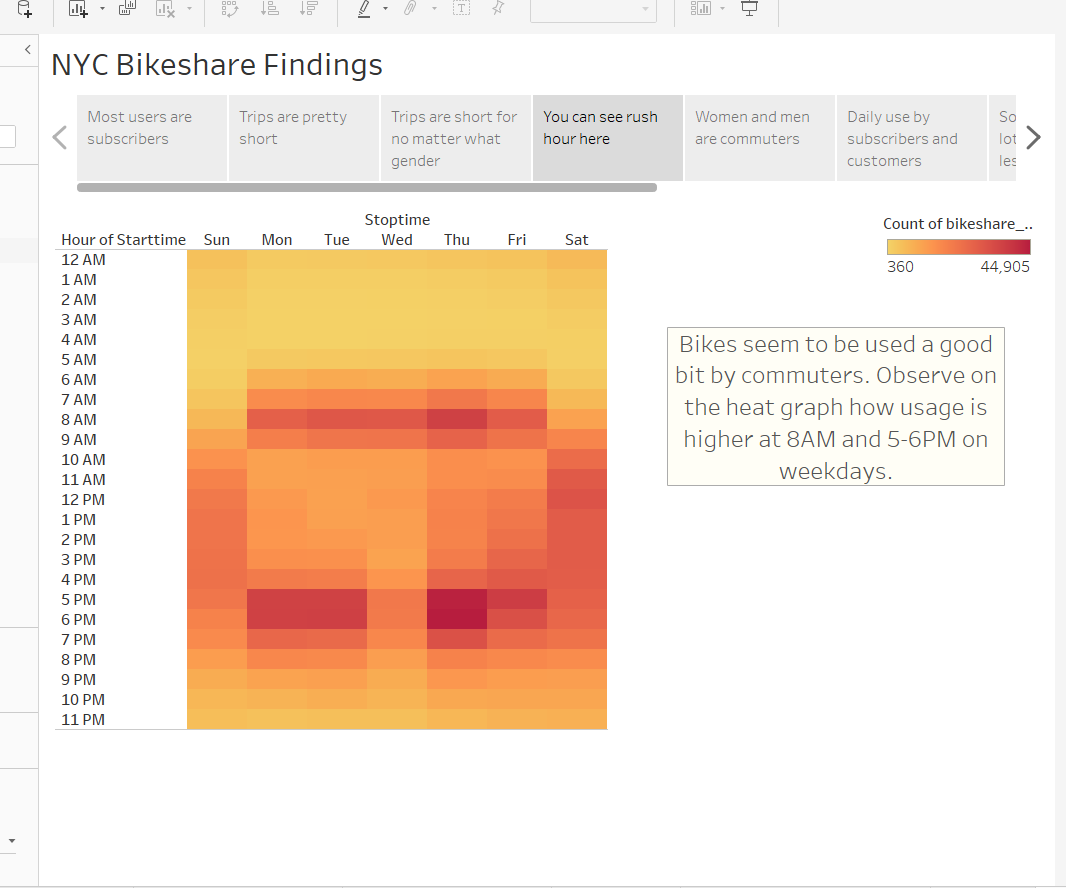 NYC Bikeshare Findings
Most users are
subscribers
Trips are pretty
short
Trips are short for
no matter what
gender
You can see rush
hour here
Women and men
are commuters
Daily use by
subscribers and
customers
So
lot
les
Stoptime
Hour of Starttime Sun Mon Tue Wed Thu Fri Sat
12 AM
1 AM
2 AM
3 AM
4 AM
5 AM
6 AM
7 AM
8 AM
9 AM
10 AM
11 AM
12 PM
1 PM
2 PM
3 PM
4 PM
5 PM
6 PM
7 PM
8 PM
9 PM
10 PM
11 PM
Count of bikeshare_..
360 44,905
Bikes seem to be used a good
bit by commuters. Observe on
the heat graph how usage is
higher at 8AM and 5-6PM on
weekdays.